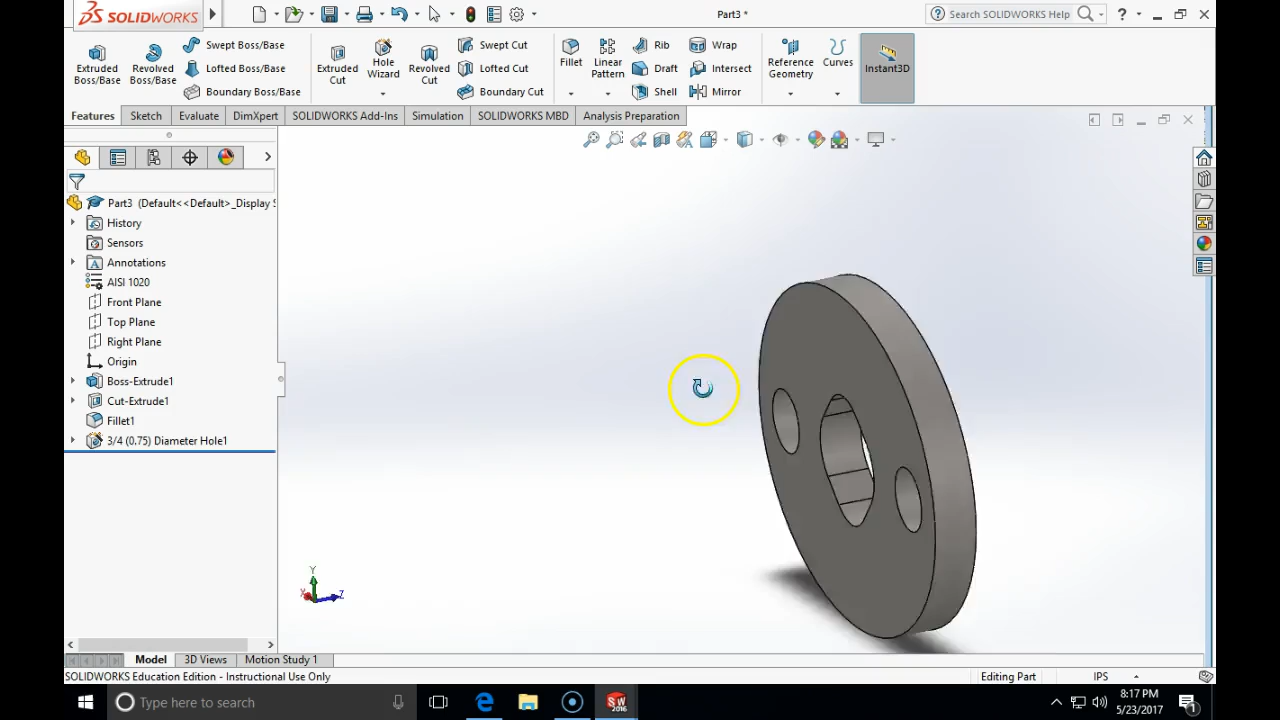 SOLIDWORKS
Part3 *
Search SOLIDWORKS Help
Extruded Boss/Base
Revolved Boss/Base
Swept Boss/Base
Lofted Boss/Base
Boundary Boss/Base
Extruded Cut
Hole Wizard
Revolved Cut
Swept Cut
Lofted Cut
Boundary Cut
Fillet
Linear Pattern
Rib
Draft
Shell
Wrap
Intersect
Mirror
Reference Geometry
Curves
Instant3D
Features Sketch Evaluate DimXpert SOLIDWORKS Add-Ins Simulation SOLIDWORKS MBD Analysis Preparation
Part3 (Default<<Default>_Display S
History
Sensors
Annotations
AISI 1020
Front Plane
Top Plane
Right Plane
Origin
Boss-Extrude1
Cut-Extrude1
Fillet1
3/4 (0.75) Diameter Hole1
Y
X Z
Model 3D Views Motion Study 1
SOLIDWORKS Education Edition - Instructional Use Only
Editing Part
IPS
Type here to search
SW
2016
8:17 PM
5/23/2017
1